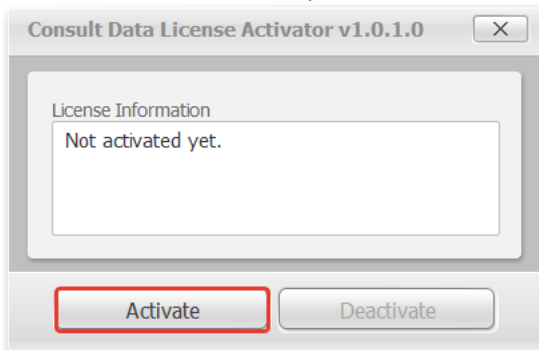 Consult Data License Activator v1.0.1.0
License Information
Not activated yet.
Activate
Deactivate